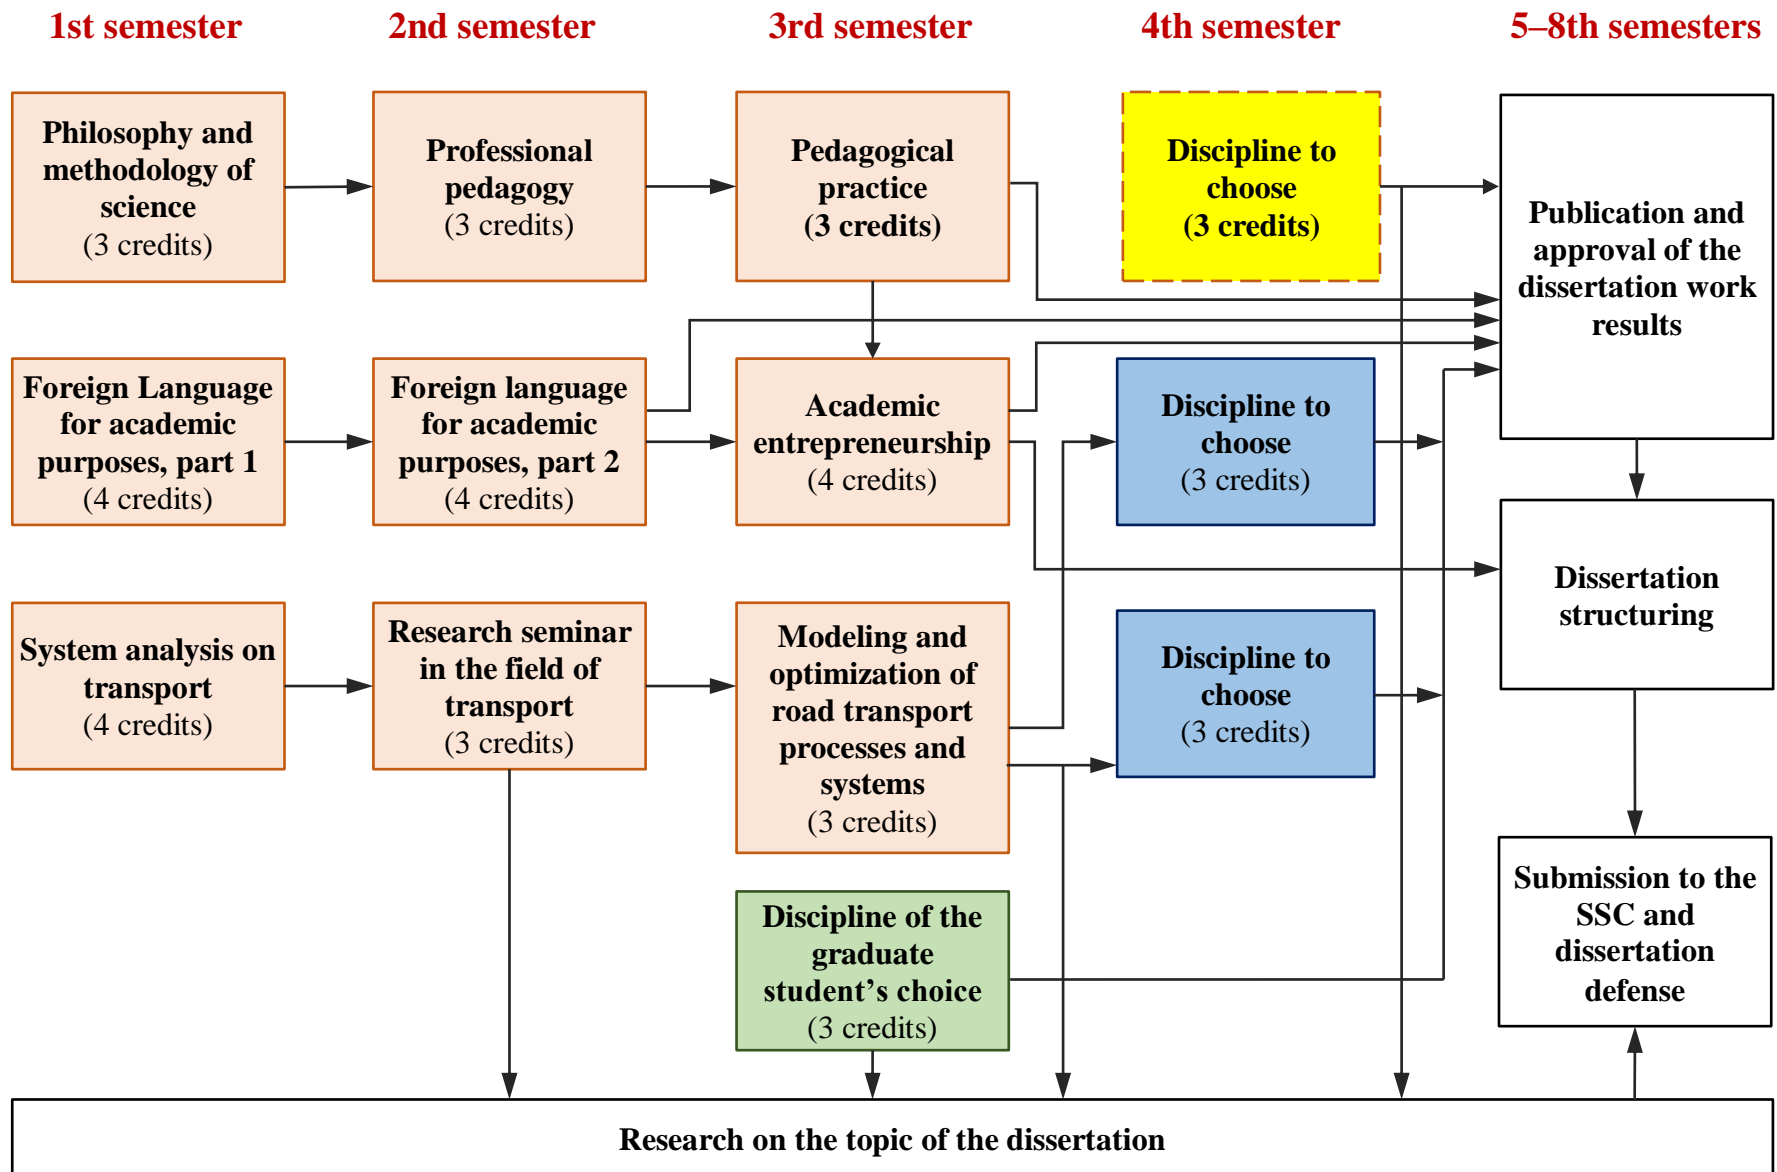 1st semester
2nd semester
3rd semester
4th semester
5–8th semesters
Philosophy and
methodology of
science
(3 credits)
Professional
pedagogy
(3 credits)
Pedagogical
practice
(3 credits)
Discipline to
choose
(3 credits)
Publication and
approval of the
dissertation work
results
Foreign Language
for academic
purposes, part 1
(4 credits)
Foreign language
for academic
purposes, part 2
(4 credits)
Academic
entrepreneurship
(4 credits)
Discipline to
choose
(3 credits)
Dissertation
structuring
System analysis on
transport
(4 credits)
Research seminar
in the field of
transport
(3 credits)
Modeling and
optimization of
road transport
processes and
systems
(3 credits)
Discipline to
choose
(3 credits)
Submission to the
SSC and
dissertation
defense
Discipline of the
graduate
student’s choice
(3 credits)
Research on the topic of the dissertation